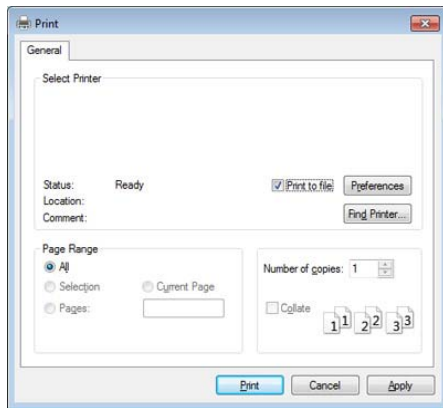 Print
General
Select Printer
Status: Ready
Print to file
Preferences
Location:
Comment:
Find Printer...
Page Range
All
Selection
Current Page
Pages:
Number of copies: 1
Collate
1 1 2 2 3 3
Print
Cancel
Apply